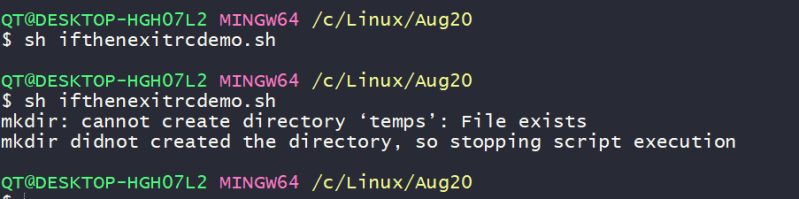 QT@DESKTOP-HGH07L2 MINGW64 /c/Linux/Aug20
$ sh ifthenexitrcdemo.sh
QT@DESKTOP-HGH07L2 MINGW64 /c/Linux/Aug20
$ sh ifthenexitrcdemo.sh
mkdir: cannot create directory ‘temps’: File exists
mkdir didnot created the directory, so stopping script execution
QT@DESKTOP-HGH07L2 MINGW64 /c/Linux/Aug20
$